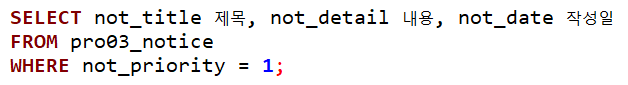 SELECT not_title 제목, not_detail 내용, not_date 작성일
FROM pro03_notice
WHERE not_priority = 1;